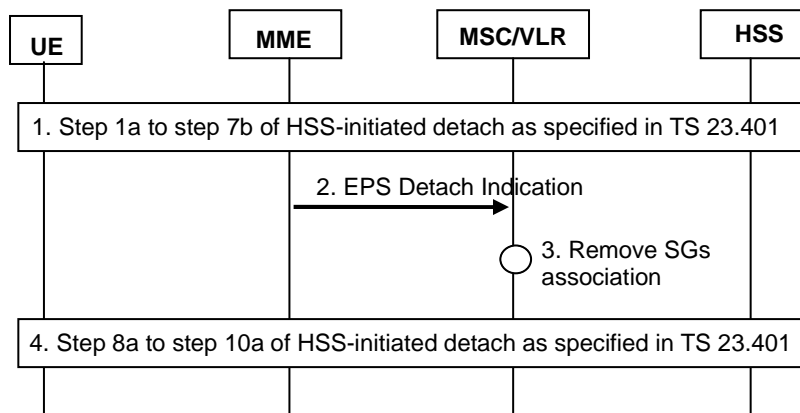 UE
MME
MSC/VLR
HSS
1. Step 1a to step 7b of HSS-initiated detach as specified in TS 23.401
2. EPS Detach Indication
3. Remove SGs
association
4. Step 8a to step 10a of HSS-initiated detach as specified in TS 23.401